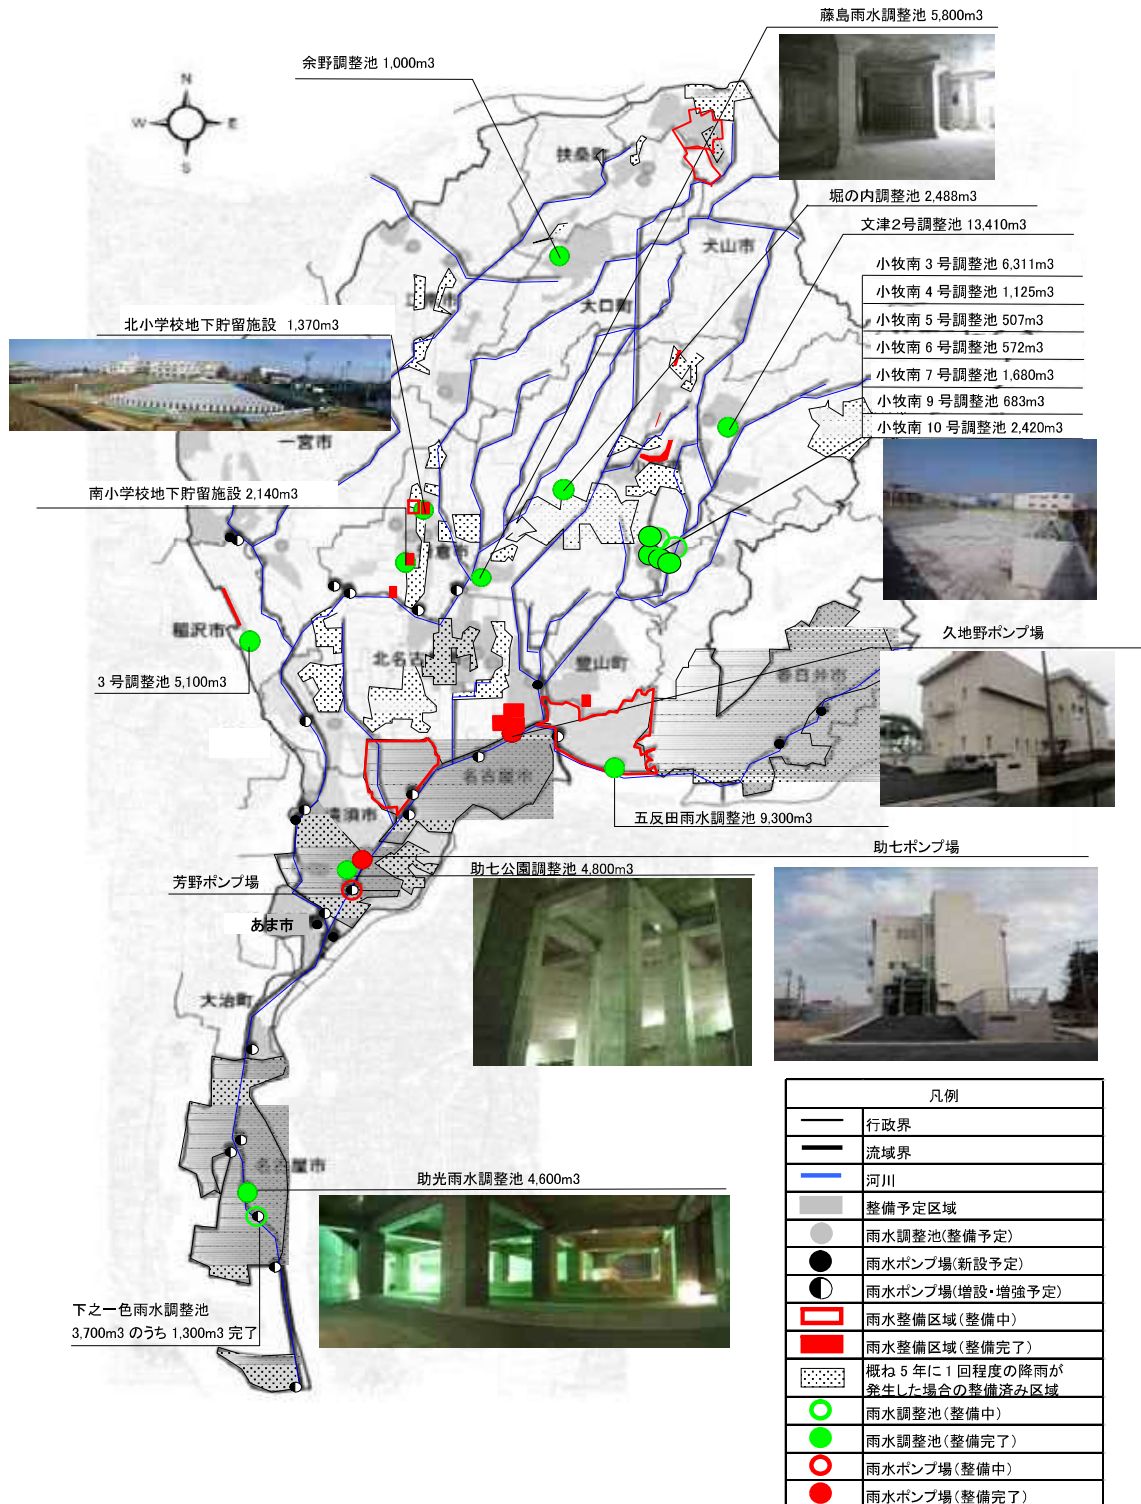 藤島雨水調整池 5,800m3
余野調整池 1,000m3
N
W
E
S
扶桑町
堀の内調整池 2,488m3
文津2号調整池 13,410m3
犬山市
小牧南 3 号調整池 6,311m3
小牧南 4 号調整池 1,125m3
小牧南 5 号調整池 507m3
小牧南 6 号調整池 572m3
小牧南 7 号調整池 1,680m3
小牧南 9 号調整池 683m3
小牧南 10 号調整池 2,420m3
大口町
北小学校地下貯留施設 1,370m3
一宮市
南小学校地下貯留施設 2,140m3
稲沢市
北名古
豊山町
春日井市
久地野ポンプ場
3 号調整池 5,100m3
名古屋市
清須市
五反田雨水調整池 9,300m3
助七ポンプ場
助七公園調整池 4,800m3
芳野ポンプ場
あま市
大治町
名古屋市
助光雨水調整池 4,600m3
下之一色雨水調整池
3,700m3 のうち 1,300m3 完了
凡例
行政界
流域界
河川
整備予定区域
雨水調整池(整備予定)
雨水ポンプ場(新設予定)
雨水ポンプ場(増設・増強予定)
雨水整備区域(整備中)
雨水整備区域(整備完了)
概ね 5 年に 1 回程度の降雨が
発生した場合の整備済み区域
雨水調整池(整備中)
雨水調整池(整備完了)
雨水ポンプ場(整備中)
雨水ポンプ場(整備完了)